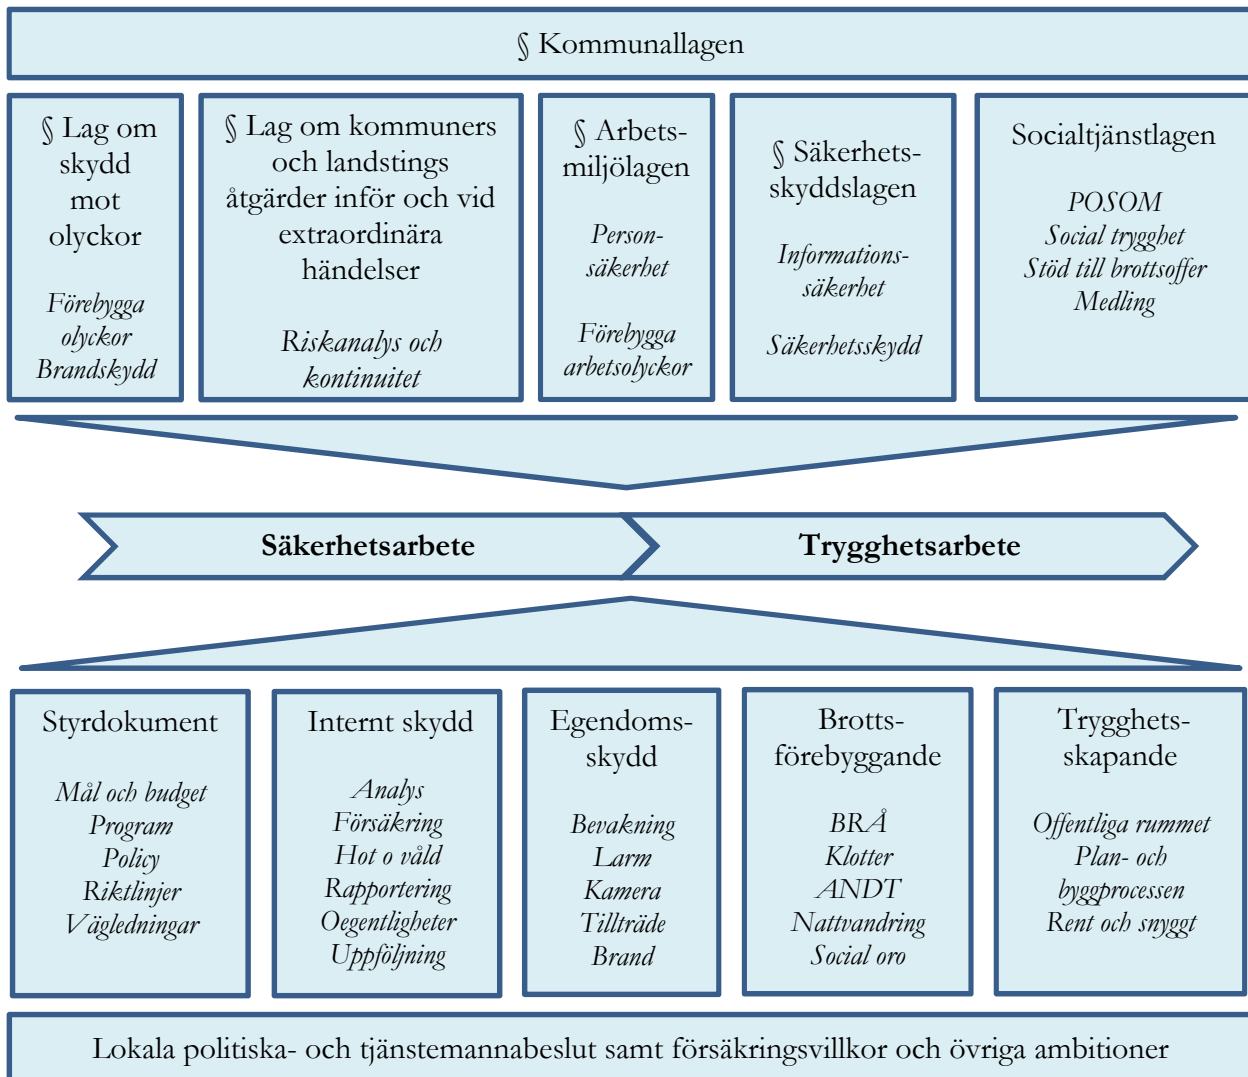 § Kommunallagen
§ Lag om
skydd
mot
olyckor
Förebygga
olyckor
Brandskydd
§ Lag om kommuners
och landstings
åtgärder inför och vid
extraordinära
händelser
Riskanalys och
kontinuitet
§ Arbets-
miljölagen
Person-
säkerhet
Förebygga
arbetsolyckor
§ Säkerhets-
skyddslagen
Informations-
säkerhet
Säkerhetsskydd
Socialtjänstlagen
POSOM
Social trygghet
Stöd till brottsoffer
Medling
Säkerhetsarbete
Trygghetsarbete
Styrdokument
Mål och budget
Program
Policy
Riktlinjer
Vägledningar
Internt skydd
Analys
Försäkring
Hot o våld
Rapportering
Oegentligheter
Uppföljning
Egendoms-
skydd
Bevakning
Larm
Kamera
Tillträde
Brand
Brotts-
förebyggande
BRÅ
Klotter
ANDT
Nattvandring
Social oro
Trygghets-
skapande
Offentliga rummet
Plan- och
byggprocessen
Rent och snyggt
Lokala politiska- och tjänstemannabeslut samt försäkringsvillkor och övriga ambitioner